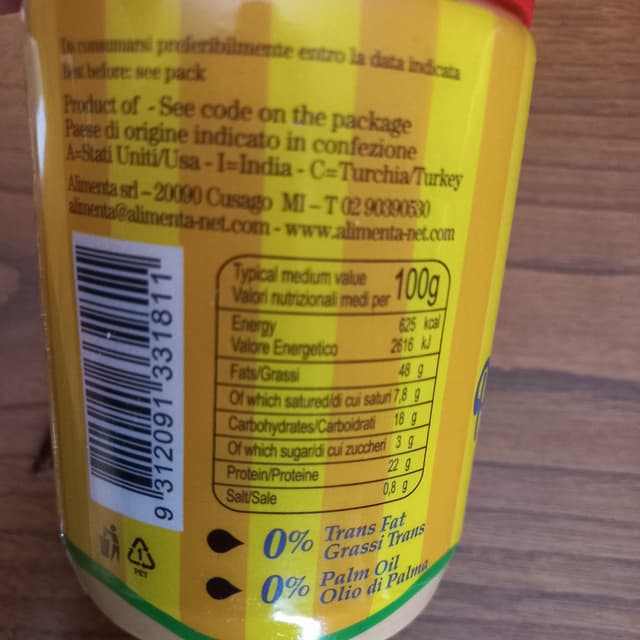 Da consumarsi preferibilmente entro la data indicata
Best before: see pack
Product of - See code on the package
Paese di origine indicato in confezione
A=Stati Uniti/Usa - I=India - C=Turchia/Turkey
Alimenta srl - 20090 Cusago MI - T 02 90390530
alimenta@alimenta-net.com - www.alimenta-net.com
Typical medium value
Valori nutrizionali medi per 100g
Energy 625 kcal
Valore Energetico 2616 kJ
Fats/Grassi 48 g
Of which satured/di cui saturi 7,8 g
Carbohydrates/Carboidrati 18 g
Of which sugar/di cui zuccheri 3 g
Protein/Proteine 22 g
Salt/Sale 0,8 g
9 312091 331811
0% Trans Fat
Grassi Trans
0% Palm Oil
Olio di Palma
1
PET